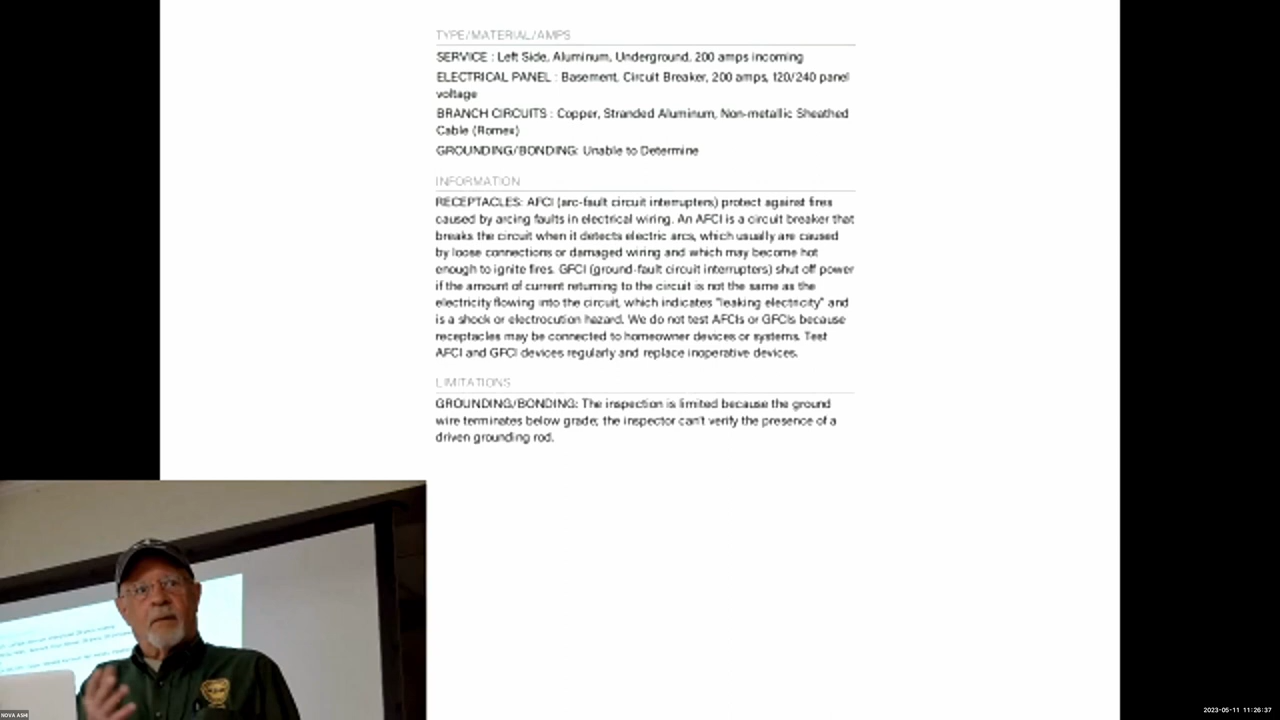 TYPE/MATERIAL/AMPS
SERVICE : Left Side, Aluminum, Underground, 200 amps incoming
ELECTRICAL PANEL : Basement, Circuit Breaker, 200 amps, 120/240 panel
voltage
BRANCH CIRCUITS : Copper, Stranded Aluminum, Non-metallic Sheathed
Cable (Romex)
GROUNDING/BONDING: Unable to Determine
INFORMATION
RECEPTACLES: AFCI (arc-fault circuit interrupters) protect against fires
caused by arcing faults in electrical wiring. An AFCI is a circuit breaker that
breaks the circuit when it detects electric arcs, which usually are caused
by loose connections or damaged wiring and which may become hot
enough to ignite fires. GFCI (ground-fault circuit interrupters) shut off power
if the amount of current returning to the circuit is not the same as the
electricity flowing into the circuit, which indicates "leaking electricity" and
is a shock or electrocution hazard. We do not test AFCIs or GFCIs because
receptacles may be connected to homeowner devices or systems. Test
AFCI and GFCI devices regularly and replace inoperative devices.
LIMITATIONS
GROUNDING/BONDING: The inspection is limited because the ground
wire terminates below grade; the inspector can't verify the presence of a
driven grounding rod.
NOVA ASHI
2023-05-11 11:26:37